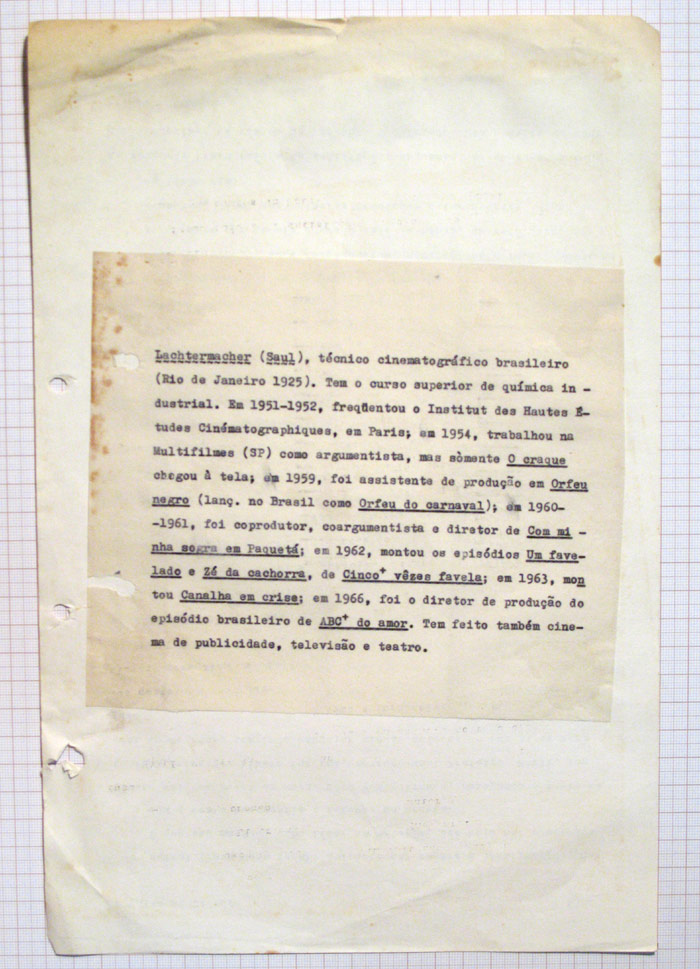 Lachtermacher (Saul), técnico cinematográfico brasileiro
(Rio de Janeiro 1925). Tem o curso superior de química in -
dustrial. Em 1951-1952, freqüentou o Institut des Hautes É-
tudes Cinématographiques, em Paris; em 1954, trabalhou na
Multifilmes (SP) como argumentista, mas sòmente O craque
chegou à tela; em 1959, foi assistente de produção em Orfeu
negro (lanç. no Brasil como Orfeu do carnaval); em 1960-
-1961, foi coprodutor, coargumentista e diretor de Com mi -
nha sogra em Paquetá; em 1962, montou os episódios Um fave-
lado e Zé da cachorra, de Cinco+ vêzes favela; em 1963, mon
tou Canalha em crise; em 1966, foi o diretor de produção do
episódio brasileiro de ABC+ do amor. Tem feito também cine-
ma de publicidade, televisão e teatro.